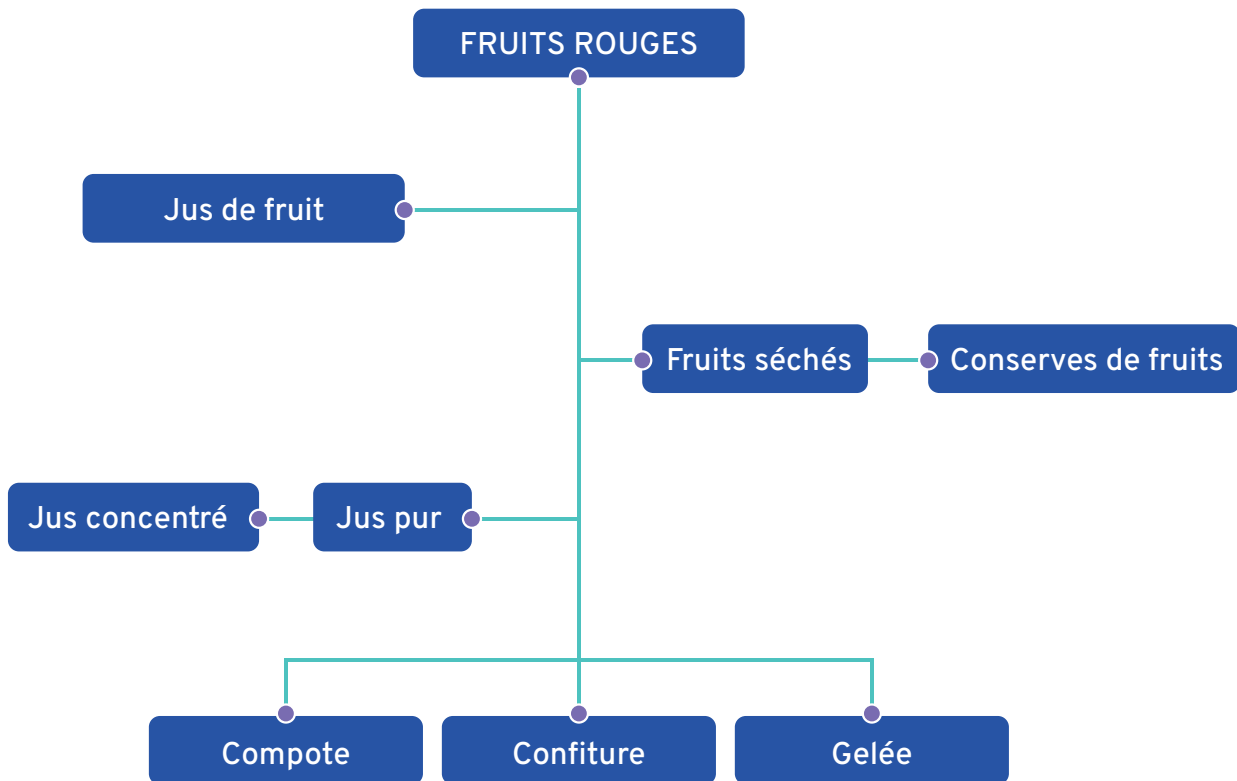 FRUITS ROUGES
Jus de fruit
Fruits séchés
Conserves de fruits
Jus concentré
Jus pur
Compote
Confiture
Gelée